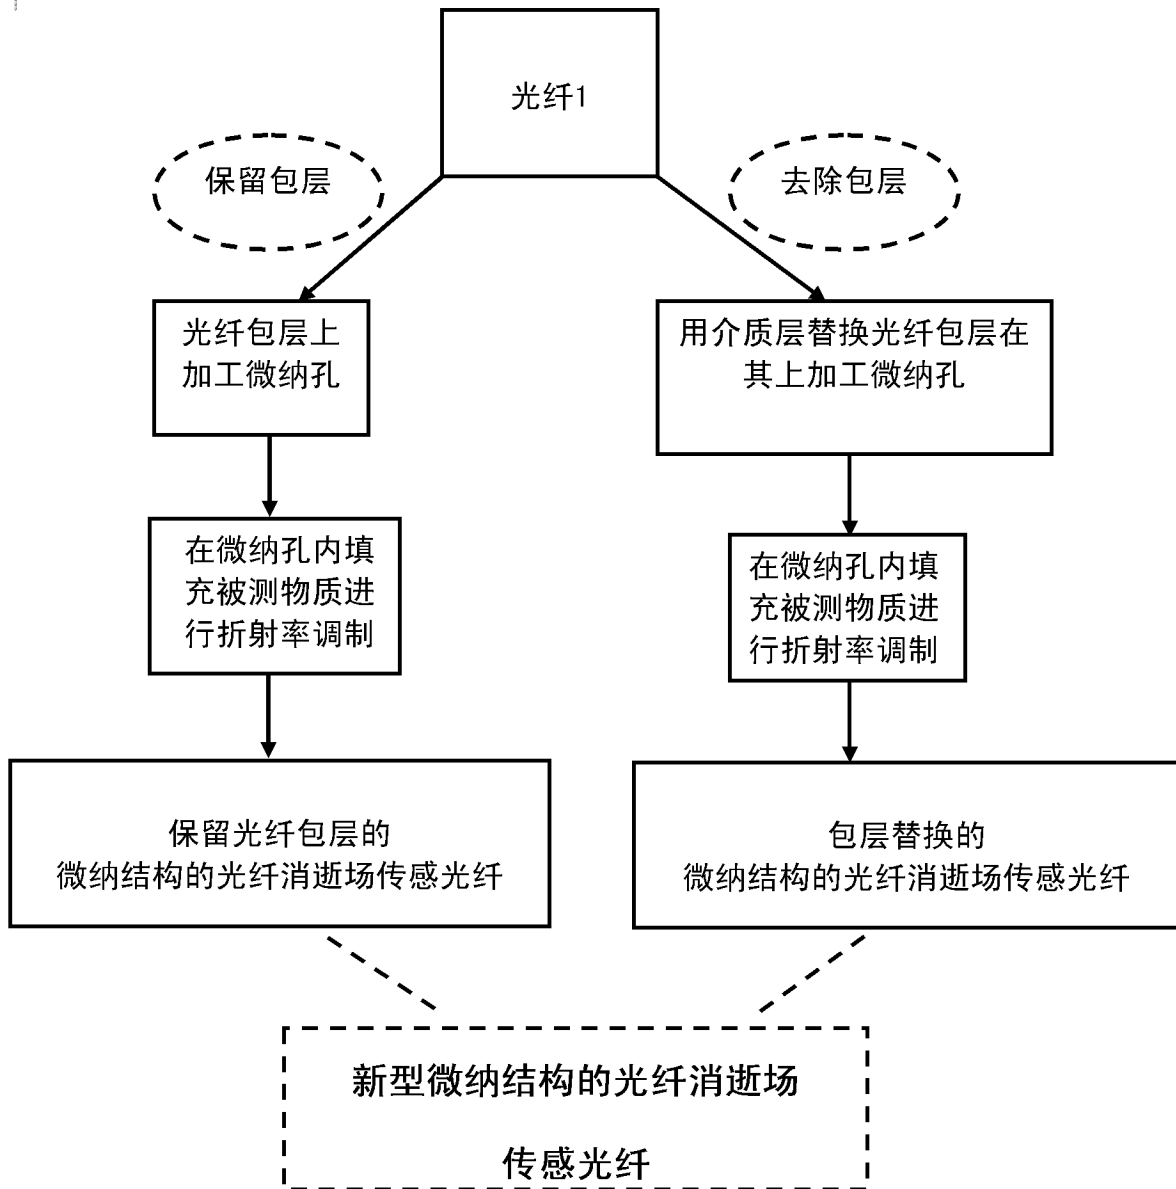 光纤1
保留包层
去除包层
光纤包层上
加工微纳孔
用介质层替换光纤包层在
其上加工微纳孔
在微纳孔内填
充被测物质进
行折射率调制
在微纳孔内填
充被测物质进
行折射率调制
保留光纤包层的
微纳结构的光纤消逝场传感光纤
包层替换的
微纳结构的光纤消逝场传感光纤
新型微纳结构的光纤消逝场
传感光纤